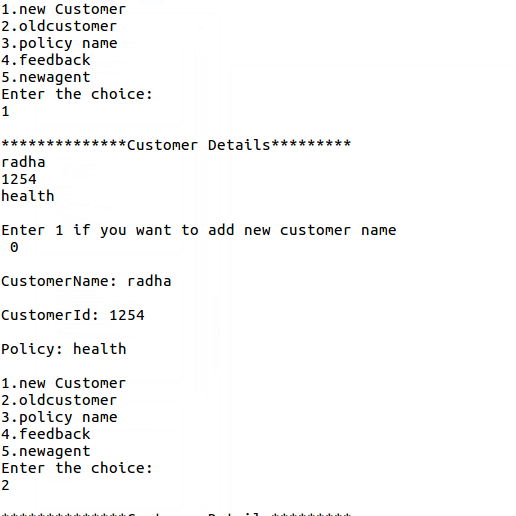 1.new Customer
2.oldcustomer
3.policy name
4.feedback
5.newagent
Enter the choice:
1
**************Customer Details*********
radha
1254
health
Enter 1 if you want to add new customer name
0
CustomerName: radha
CustomerId: 1254
Policy: health
1.new Customer
2.oldcustomer
3.policy name
4.feedback
5.newagent
Enter the choice:
2